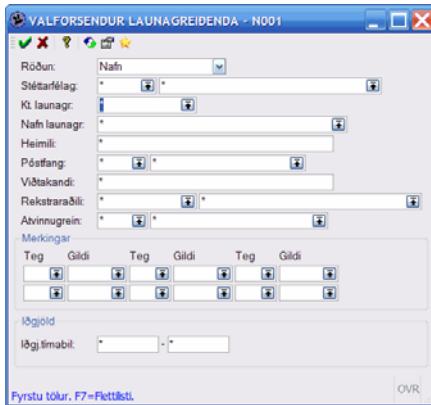 VALFORSENDUR LAUNAGREIÐENDA - N001
Röðun: Nafn
Stéttarfélag: * *
Kt. launagr: *
Nafn launagr: *
Heimili: *
Póstfang: * *
Viðtakandi: *
Rekstraraðili: * *
Atvinnugrein: * *
Merkingar
Teg Gildi Teg Gildi Teg Gildi
Iðgjöld
Iðgj.tímabil: * - *
Fyrstu tölur. F7=Flettilisti.
OVR